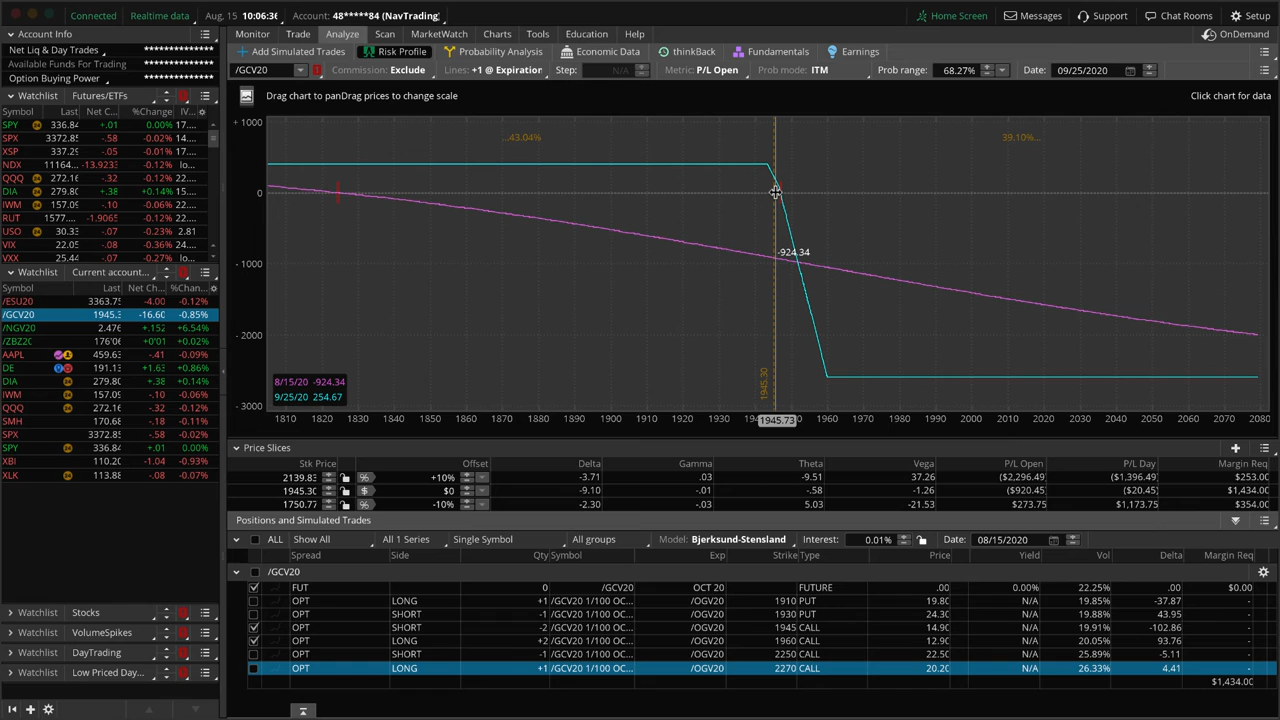 Connected Realtime data Aug. 15 10:06:36 Account: 48*****84 (NavTrading) Home Screen Messages Support Chat Rooms Setup
Account Info
Net Liq & Day Trades **************
Available Funds For Trading **************
Option Buying Power **************
Monitor Trade Analyze Scan MarketWatch Charts Tools Education Help OnDemand
Add Simulated Trades Risk Profile Probability Analysis Economic Data thinkBack Fundamentals Earnings
/GCV20 Commission: Exclude Lines: +1 @ Expiration Step: N/A Metric: P/L Open Prob mode: ITM Prob range: 68.27% Date: 09/25/2020
Drag chart to pan Drag prices to change scale Click chart for data
Watchlist Futures/ETFs
Symbol Last Net C... %Change IV...
SPY 336.84 +.01 0.00% 17....
SPX 3372.85 -.58 -0.02% 14....
XSP 337.29 -.05 -0.01% 17....
NDX 11164... -13.9233 -0.12% lo...
QQQ 272.16 -.32 -0.12% 22....
DIA 279.80 +.38 +0.14% 15....
IWM 157.09 -.10 -0.06% 22....
RUT 1577.... -1.9065 -0.12% 22....
USO 30.33 -.07 -0.23% 2.81
VIX 22.05 -.08 -0.36% 24....
VXX 25.44 -.07 -0.27% lo...
Watchlist Current account...
Symbol Last Net Ch... %Chan...
/ESU20 3363.75 -4.00 -0.12%
/GCV20 1945.3 -16.60 -0.85%
/NGV20 2.476 +.152 +6.54%
/ZBZ20 176'06 +0'01 +0.02%
AAPL 459.63 -.41 -0.09%
DE 191.13 +1.63 +0.86%
DIA 279.80 +.38 +0.14%
IWM 157.09 -.10 -0.06%
QQQ 272.16 -.32 -0.12%
SMH 170.68 -.18 -0.11%
SPX 3372.85 -.58 -0.02%
SPY 336.84 +.01 0.00%
XBI 110.20 -1.04 -0.93%
XLK 113.88 -.08 -0.07%
Watchlist Stocks
Watchlist VolumeSpikes
Watchlist DayTrading
Watchlist Low Priced Day...
+ 1000
0
- 1000
- 2000
- 3000
...43.04% 39.10%...
-924.34
1945.30
8/15/20 -924.34
9/25/20 254.67
1810 1820 1830 1840 1850 1860 1870 1880 1890 1900 1910 1920 1930 1940 1945.73 1960 1970 1980 1990 2000 2010 2020 2030 2040 2050 2060 2070 2080
Price Slices
Stk Price Offset Delta Gamma Theta Vega P/L Open P/L Day Margin Req
2139.83 % +10% -3.71 .03 -9.51 37.26 ($2,296.49) ($1,396.49) $253.00
1945.30 $ $0 -9.10 -.01 -.58 -1.26 ($920.45) ($20.45) $1,434.00
1750.77 % -10% -2.30 -.03 5.03 -21.53 $273.75 $1,173.75 $354.00
Positions and Simulated Trades
ALL Show All All 1 Series Single Symbol All groups Model: Bjerksund-Stensland Interest: 0.01% Date: 08/15/2020
Spread Side Qty Symbol Exp Strike Type Price Yield Vol Delta Margin Req
/GCV20
FUT 0 /GCV20 OCT 20 FUTURE .00 0.00% 22.25% .00 $0.00
OPT LONG +1 /GCV20 1/100 OC... /OGV20 1910 PUT 19.80 N/A 19.85% -37.87 -
OPT SHORT -1 /GCV20 1/100 OC... /OGV20 1930 PUT 24.30 N/A 19.88% 43.95 -
OPT SHORT -2 /GCV20 1/100 OC... /OGV20 1945 CALL 14.90 N/A 19.91% -102.86 -
OPT LONG +2 /GCV20 1/100 OC... /OGV20 1960 CALL 12.90 N/A 20.05% 93.76 -
OPT SHORT -1 /GCV20 1/100 OC... /OGV20 2250 CALL 22.50 N/A 25.89% -5.11 -
OPT LONG +1 /GCV20 1/100 OC... /OGV20 2270 CALL 20.20 N/A 26.33% 4.41 -
$1,434.00